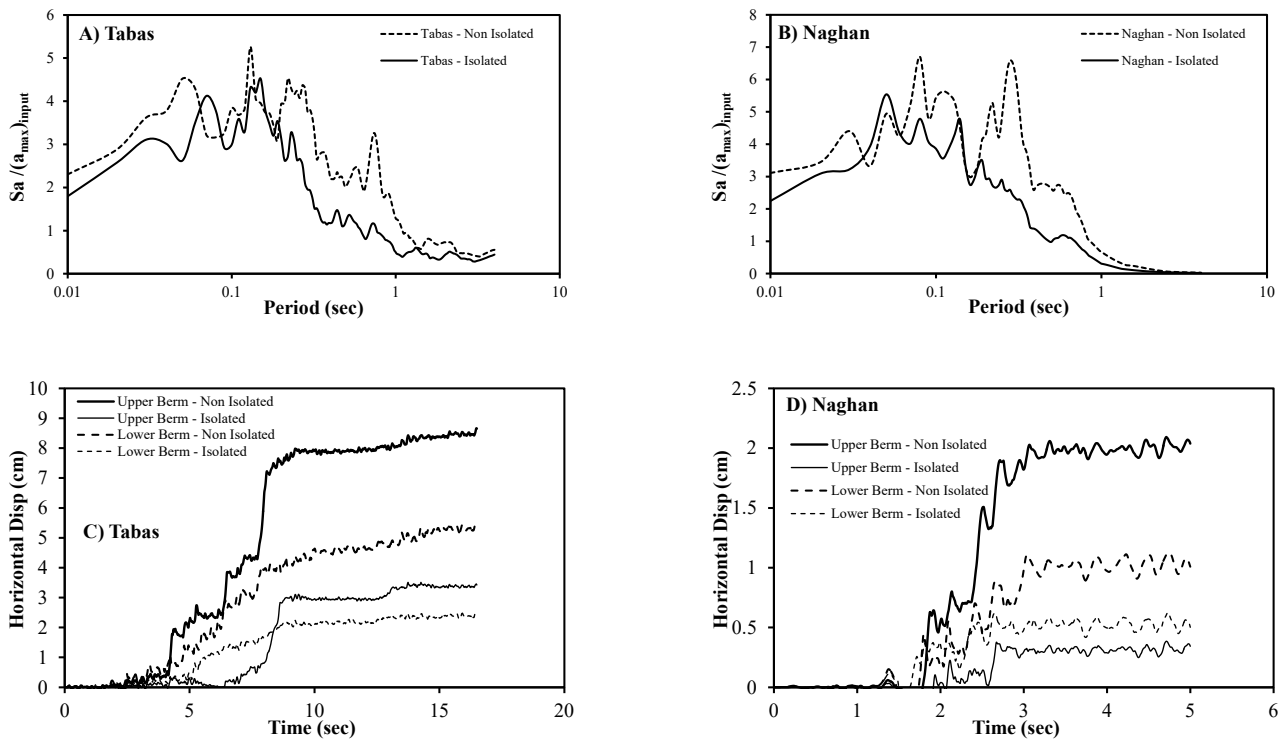 A) Tabas
Tabas - Non Isolated
Tabas - Isolated
6
5
4
3
2
1
0
Sa /(amax)input
0.01
0.1
1
10
Period (sec)
B) Naghan
Naghan - Non Isolated
Naghan - Isolated
8
7
6
5
4
3
2
1
0
Sa /(amax)input
0.01
0.1
1
10
Period (sec)
Upper Berm - Non Isolated
Upper Berm - Isolated
Lower Berm - Non Isolated
Lower Berm - Isolated
C) Tabas
10
9
8
7
6
5
4
3
2
1
0
Horizontal Disp (cm)
0
5
10
15
20
Time (sec)
D) Naghan
Upper Berm - Non Isolated
Upper Berm - Isolated
Lower Berm - Non Isolated
Lower Berm - Isolated
2.5
2
1.5
1
0.5
0
Horizontal Disp (cm)
0
1
2
3
4
5
6
Time (sec)